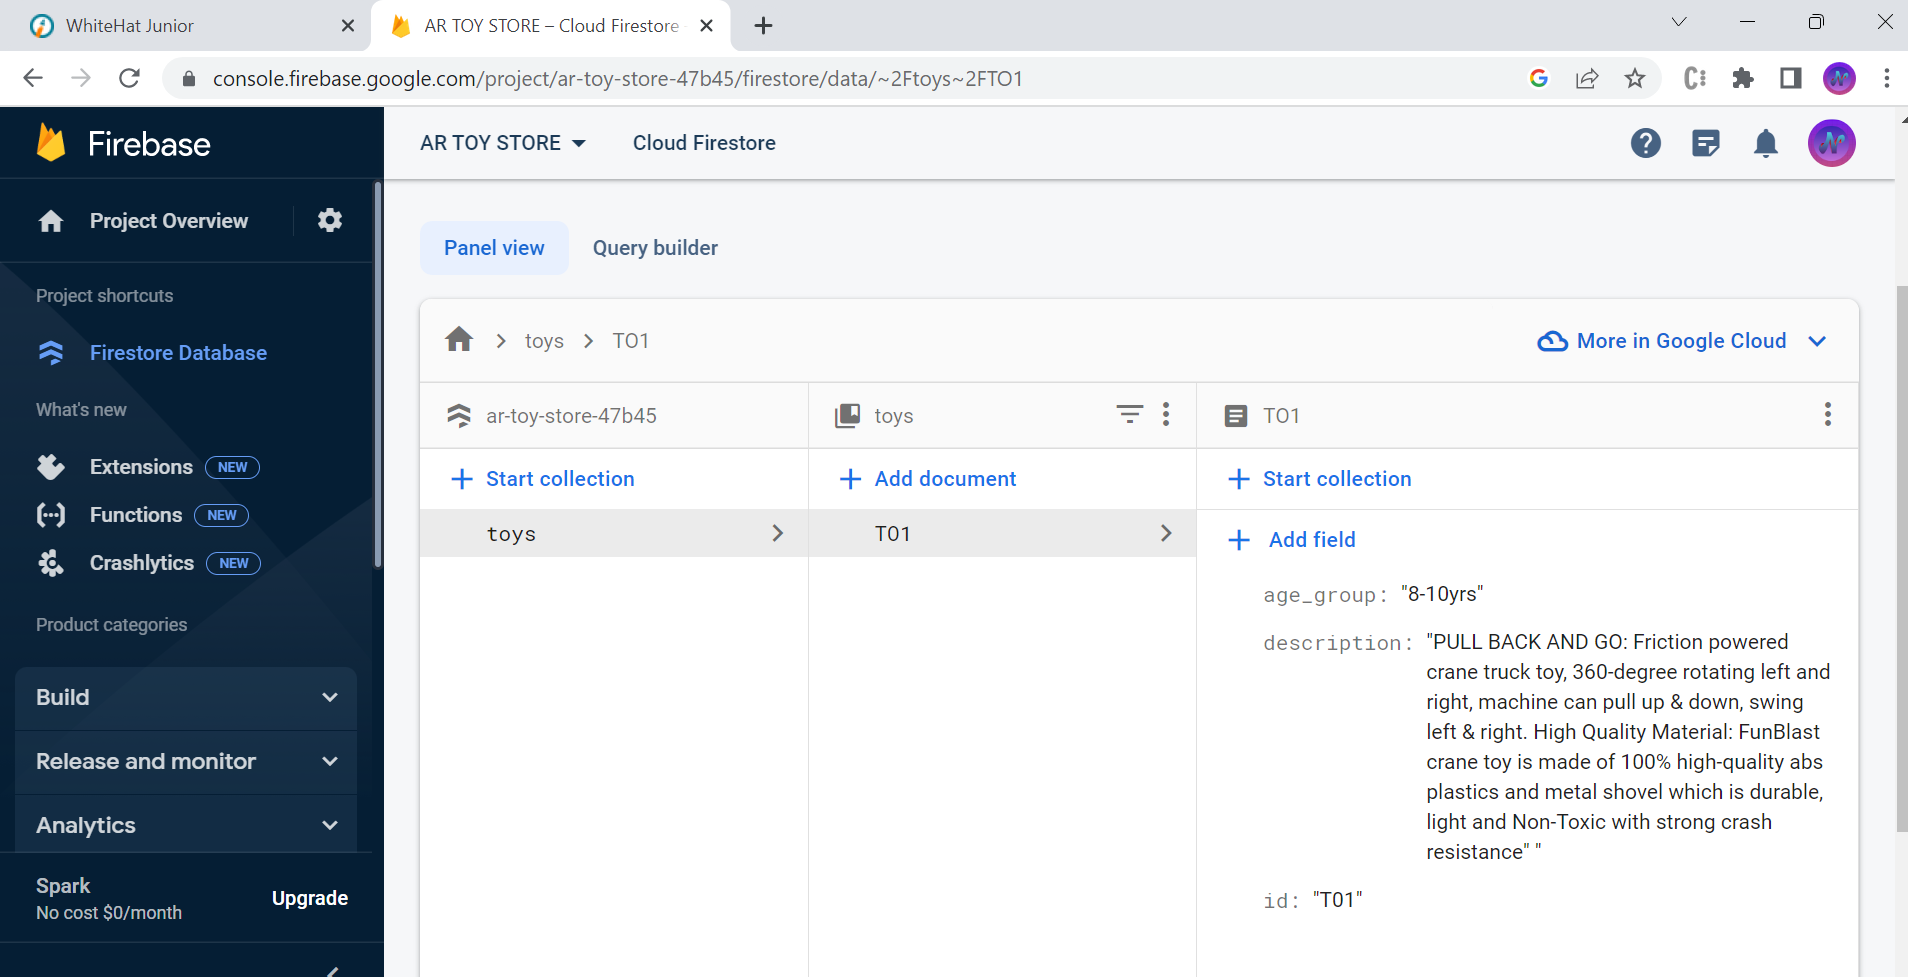 WhiteHat Junior
AR TOY STORE – Cloud Firestore
console.firebase.google.com/project/ar-toy-store-47b45/firestore/data/~2Ftoys~2FTO1
Firebase
AR TOY STORE
Cloud Firestore
Project Overview
Project shortcuts
Firestore Database
What's new
Extensions NEW
Functions NEW
Crashlytics NEW
Product categories
Build
Release and monitor
Analytics
Spark
No cost $0/month
Upgrade
Panel view
Query builder
toys
TO1
More in Google Cloud
ar-toy-store-47b45
Start collection
toys
toys
Add document
TO1
TO1
Start collection
Add field
age_group: "8-10yrs"
description: "PULL BACK AND GO: Friction powered
crane truck toy, 360-degree rotating left and
right, machine can pull up & down, swing
left & right. High Quality Material: FunBlast
crane toy is made of 100% high-quality abs
plastics and metal shovel which is durable,
light and Non-Toxic with strong crash
resistance" "
id: "T01"